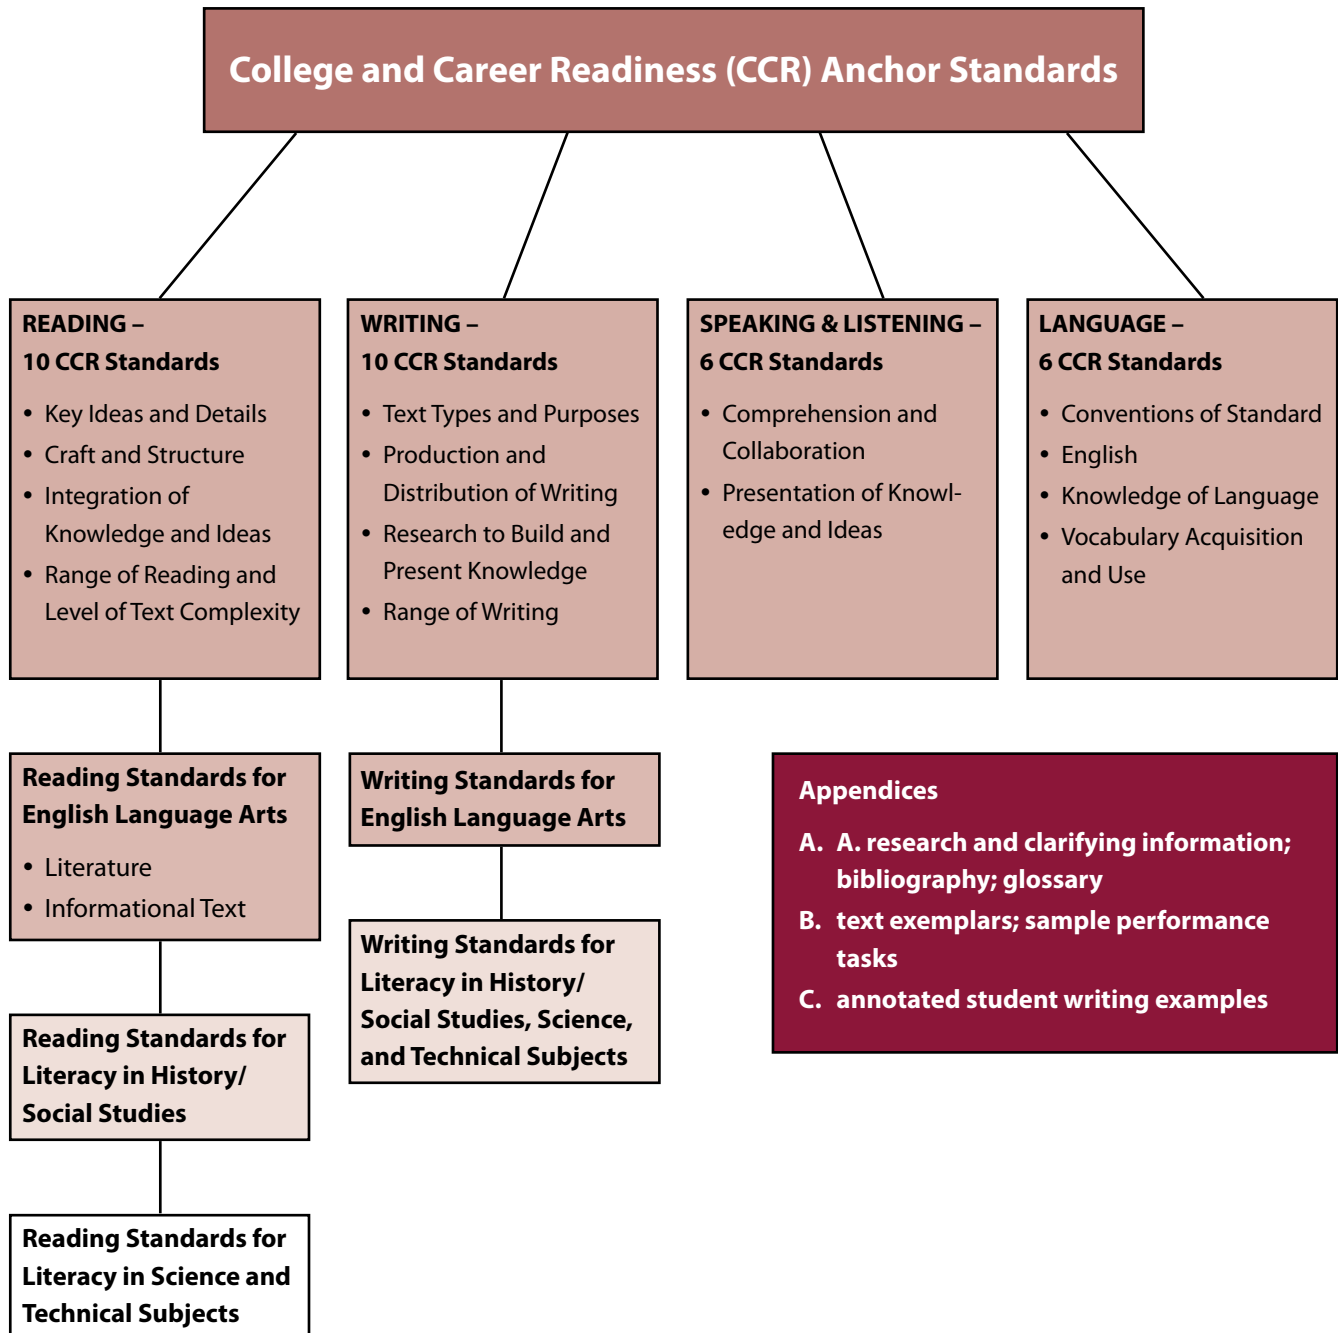 College and Career Readiness (CCR) Anchor Standards
READING –
10 CCR Standards
• Key Ideas and Details
• Craft and Structure
• Integration of
Knowledge and Ideas
• Range of Reading and
Level of Text Complexity
WRITING –
10 CCR Standards
• Text Types and Purposes
• Production and
Distribution of Writing
• Research to Build and
Present Knowledge
• Range of Writing
SPEAKING & LISTENING –
6 CCR Standards
• Comprehension and
Collaboration
• Presentation of Knowl-
edge and Ideas
LANGUAGE –
6 CCR Standards
• Conventions of Standard
• English
• Knowledge of Language
• Vocabulary Acquisition
and Use
Reading Standards for
English Language Arts
• Literature
• Informational Text
Reading Standards for
Literacy in History/
Social Studies
Reading Standards for
Literacy in Science and
Technical Subjects
Writing Standards for
English Language Arts
Writing Standards for
Literacy in History/
Social Studies, Science,
and Technical Subjects
Appendices
A. A. research and clarifying information;
bibliography; glossary
B. text exemplars; sample performance
tasks
C. annotated student writing examples